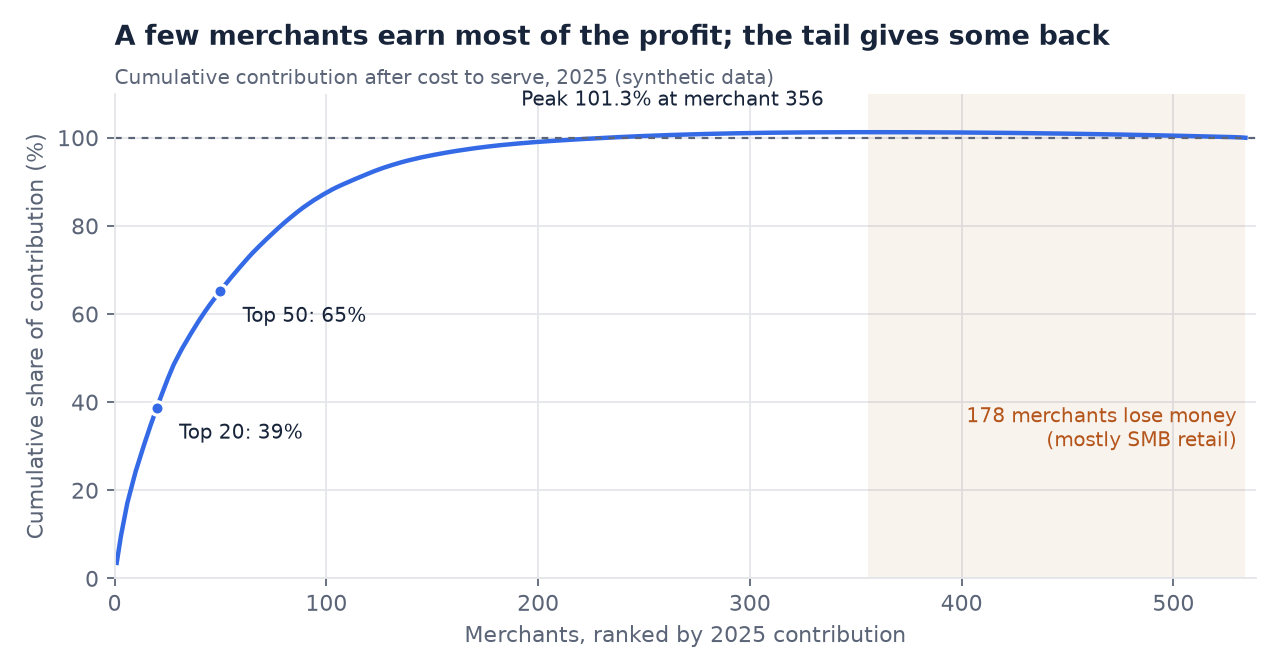 A few merchants earn most of the profit; the tail gives some back
Cumulative contribution after cost to serve, 2025 (synthetic data)
Peak 101.3% at merchant 356
Cumulative share of contribution (%)
100
80
60
40
20
0
Top 50: 65%
Top 20: 39%
178 merchants lose money
(mostly SMB retail)
0 100 200 300 400 500
Merchants, ranked by 2025 contribution